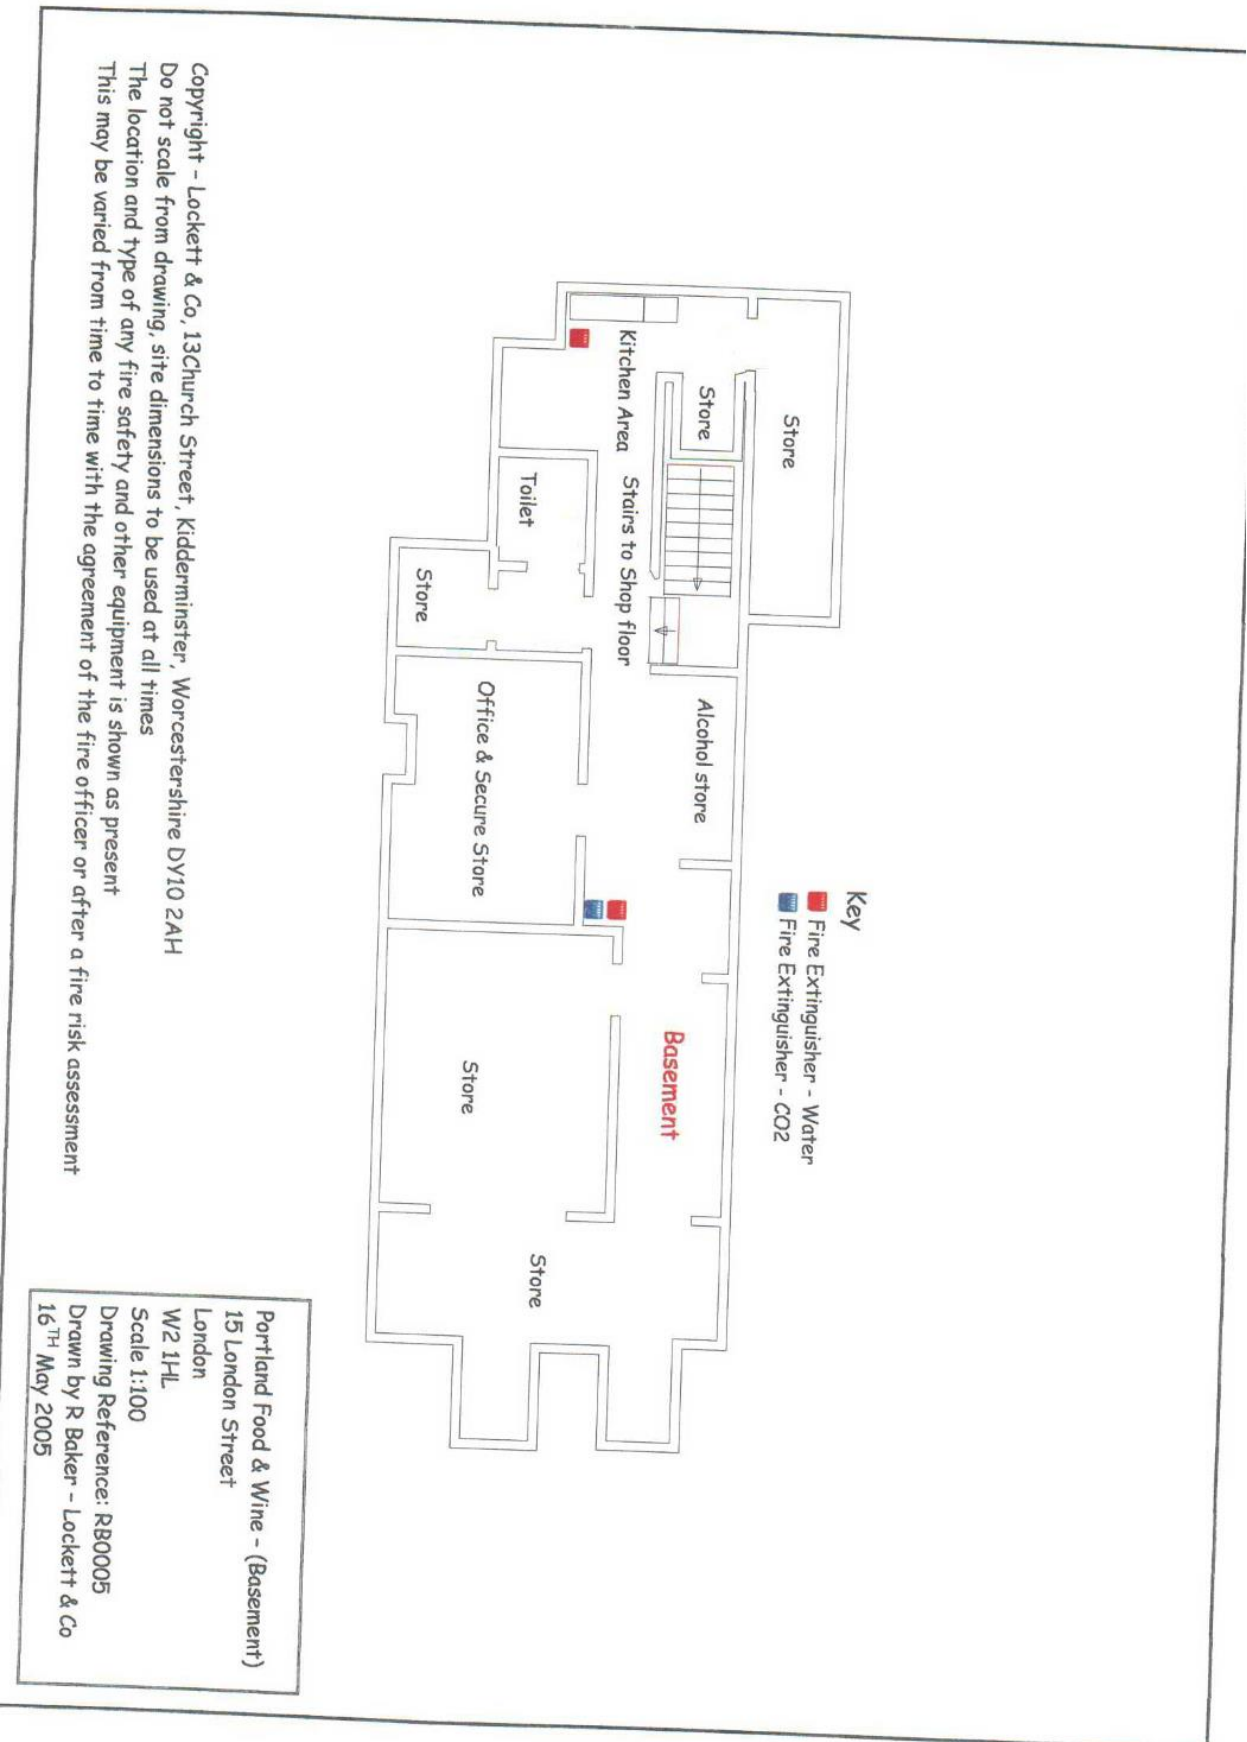 Key
Fire Extinguisher - Water
Fire Extinguisher - CO2
Store
Store
Kitchen Area
Stairs to Shop floor
Alcohol store
Toilet
Store
Office & Secure Store
Basement
Store
Store
Copyright - Lockett & Co, 13Church Street, Kidderminster, Worcestershire DY10 2AH
Do not scale from drawing, site dimensions to be used at all times
The location and type of any fire safety and other equipment is shown as present
This may be varied from time to time with the agreement of the fire officer or after a fire risk assessment
Portland Food & Wine - (Basement)
15 London Street
London
W2 1HL
Scale 1:100
Drawing Reference: RB0005
Drawn by R Baker - Lockett & Co
16TH May 2005